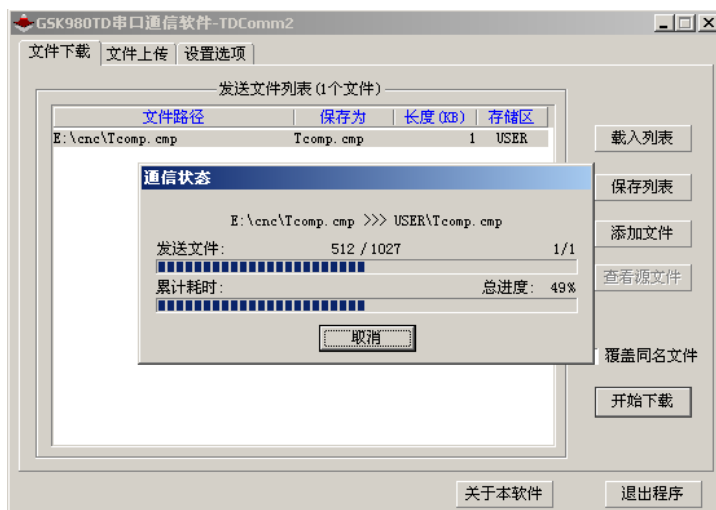 GSK980TD串口通信软件-TDComm2
文件下载 文件上传 设置选项
发送文件列表(1个文件)
文件路径 保存为 长度(KB) 存储区
E:\cnc\Tcomp.cmp Tcomp.cmp 1 USER
载入列表
通信状态
保存列表
E:\cnc\Tcomp.cmp >>> USER\Tcomp.cmp
添加文件
发送文件: 512 / 1027 1/1
查看源文件
累计耗时: 总进度: 49%
取消
覆盖同名文件
开始下载
关于本软件 退出程序